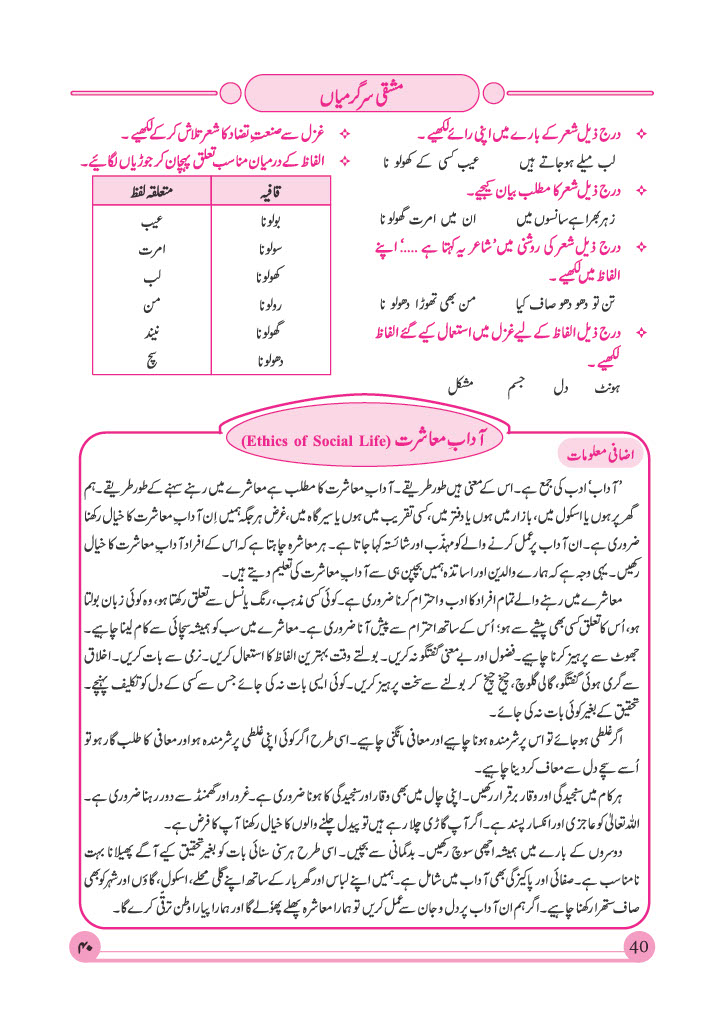 مشقی سرگرمیاں
درج ذیل شعر کے بارے میں اپنی رائے لکھیے۔
لب میلے ہو جاتے ہیں عیب کسی کے کھولو نا
درج ذیل شعر کا مطلب بیان کیجیے۔
زہر بھرا ہے سانسوں میں ان میں امرت گھولو نا
درج ذیل شعر کی روشنی میں 'شاعر یہ کہتا ہے ....' اپنے
الفاظ میں لکھیے۔
تن تو دھو دھو صاف کیا من بھی تھوڑا دھولو نا
درج ذیل الفاظ کے لیے غزل میں استعمال کیے گئے الفاظ
لکھیے۔
ہونٹ دل جسم مشکل
غزل سے صنعتِ تضاد کا شعر تلاش کر کے لکھیے۔
الفاظ کے درمیان مناسب تعلق پہچان کر جوڑیاں لگائیے۔
قافیہ متعلقہ لفظ
بولو نا عیب
سولو نا امرت
کھولو نا لب
رولو نا من
گھولو نا نیند
دھولو نا سچ
آدابِ معاشرت (Ethics of Social Life)
اضافی معلومات
'آداب' ادب کی جمع ہے۔ اس کے معنی ہیں طور طریقے۔ آدابِ معاشرت کا مطلب ہے معاشرے میں رہنے سہنے کے طور طریقے۔ ہم
گھر پر ہوں یا اسکول میں، بازار میں ہوں یا دفتر میں، کسی تقریب میں ہوں یا سیر گاہ میں، غرض ہر جگہ ہمیں اِن آدابِ معاشرت کا خیال رکھنا
ضروری ہے۔ ان آداب پر عمل کرنے والے کو مہذّب اور شائستہ کہا جاتا ہے۔ ہر معاشرہ چاہتا ہے کہ اس کے افراد آدابِ معاشرت کا خیال
رکھیں۔ یہی وجہ ہے کہ ہمارے والدین اور اساتذہ ہمیں بچپن ہی سے آدابِ معاشرت کی تعلیم دیتے ہیں۔
معاشرے میں رہنے والے تمام افراد کا ادب و احترام کرنا ضروری ہے۔ کوئی کسی مذہب، رنگ یا نسل سے تعلق رکھتا ہو، وہ کوئی زبان بولتا
ہو، اُس کا تعلق کسی بھی پیشے سے ہو؛ اُس کے ساتھ احترام سے پیش آنا ضروری ہے۔ معاشرے میں سب کو ہمیشہ سچائی سے کام لینا چاہیے۔
جھوٹ سے پرہیز کرنا چاہیے۔ فضول اور بے معنی گفتگو نہ کریں۔ بولتے وقت بہترین الفاظ کا استعمال کریں۔ نرمی سے بات کریں۔ اخلاق
سے گری ہوئی گفتگو، گالی گلوچ، چیخ چیخ کر بولنے سے سخت پرہیز کریں۔ کوئی ایسی بات نہ کی جائے جس سے کسی کے دل کو تکلیف پہنچے۔
تحقیق کے بغیر کوئی بات نہ کی جائے۔
اگر غلطی ہو جائے تو اس پر شرمندہ ہونا چاہیے اور معافی مانگنی چاہیے۔ اسی طرح اگر کوئی اپنی غلطی پر شرمندہ ہو اور معافی کا طلب گار ہو تو
اُسے سچے دل سے معاف کر دینا چاہیے۔
ہر کام میں سنجیدگی اور وقار برقرار رکھیں۔ اپنی چال میں بھی وقار اور سنجیدگی کا ہونا ضروری ہے۔ غرور اور گھمنڈ سے دور رہنا ضروری ہے۔
اللہ تعالیٰ کو عاجزی اور انکسار پسند ہے۔ اگر آپ گاڑی چلا رہے ہیں تو پیدل چلنے والوں کا خیال رکھنا آپ کا فرض ہے۔
دوسروں کے بارے میں ہمیشہ اچھی سوچ رکھیں۔ بدگمانی سے بچیں۔ اسی طرح ہر سنی سنائی بات کو بغیر تحقیق کیے آگے پھیلانا بہت
نامناسب ہے۔ صفائی اور پاکیزگی بھی آداب میں شامل ہے۔ ہمیں اپنے لباس اور گھر بار کے ساتھ اپنے گلی محلے، اسکول، گاؤں اور شہر کو بھی
صاف ستھرا رکھنا چاہیے۔ اگر ہم ان آداب پر دل و جان سے عمل کریں تو ہمارا معاشرہ پھلے پھولے گا اور ہمارا پیارا وطن ترقّی کرے گا۔
40
۴۰